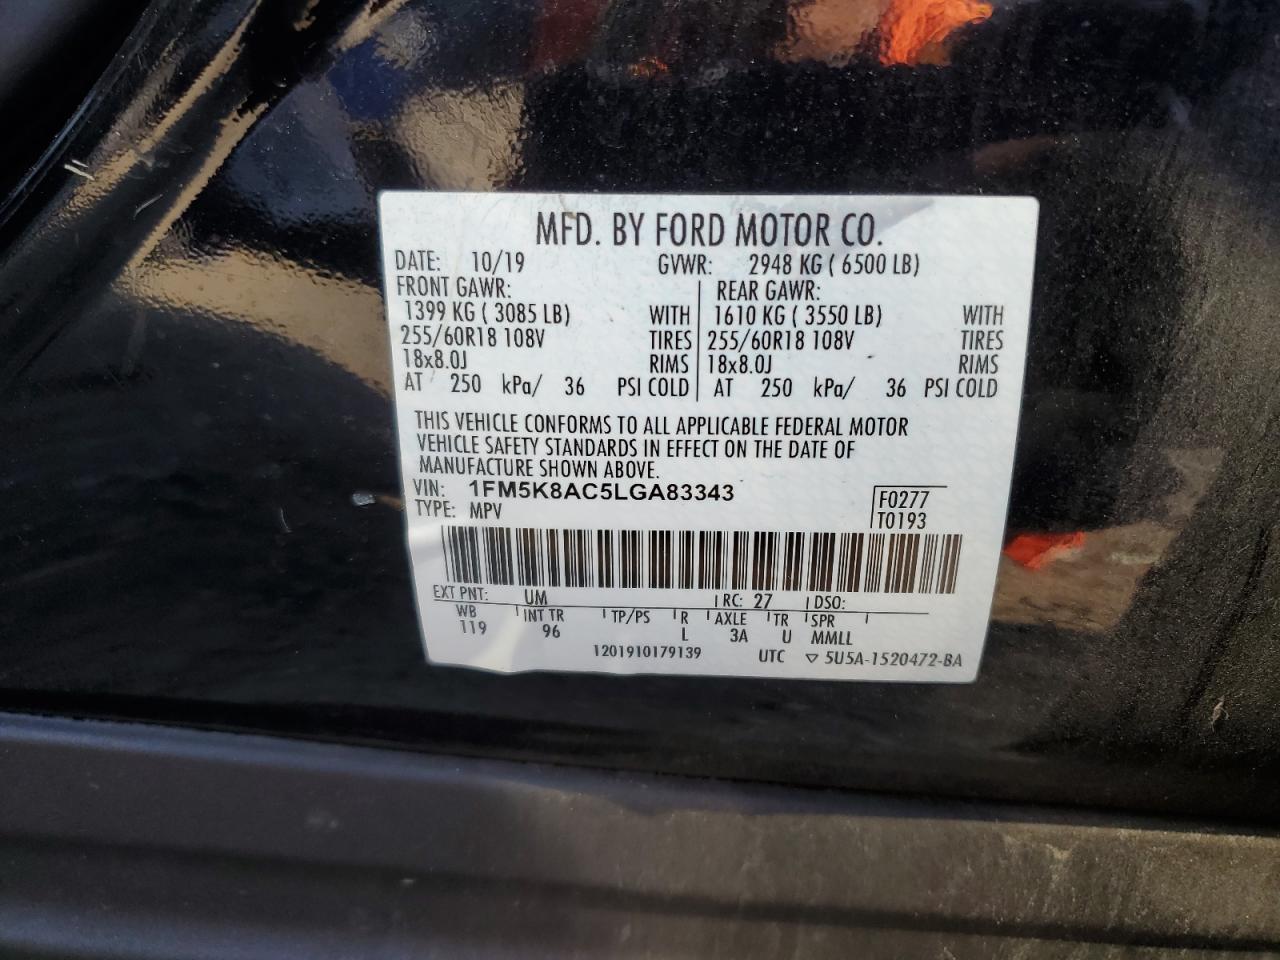 MFD. BY FORD MOTOR CO.
DATE: 10/19 GVWR: 2948 KG ( 6500 LB)
FRONT GAWR: REAR GAWR:
1399 KG ( 3085 LB) WITH 1610 KG ( 3550 LB) WITH
255/60R18 108V TIRES 255/60R18 108V TIRES
18x8.0J RIMS 18x8.0J RIMS
AT 250 kPa/ 36 PSI COLD AT 250 kPa/ 36 PSI COLD
THIS VEHICLE CONFORMS TO ALL APPLICABLE FEDERAL MOTOR
VEHICLE SAFETY STANDARDS IN EFFECT ON THE DATE OF
MANUFACTURE SHOWN ABOVE.
VIN: 1FM5K8AC5LGA83343 F0277
TYPE: MPV T0193
EXT PNT: UM RC: 27 DSO:
WB INT TR TP/PS R AXLE TR SPR
119 96 L 3A U MMLL
1201910179139 UTC ▽ 5U5A-1520472-BA